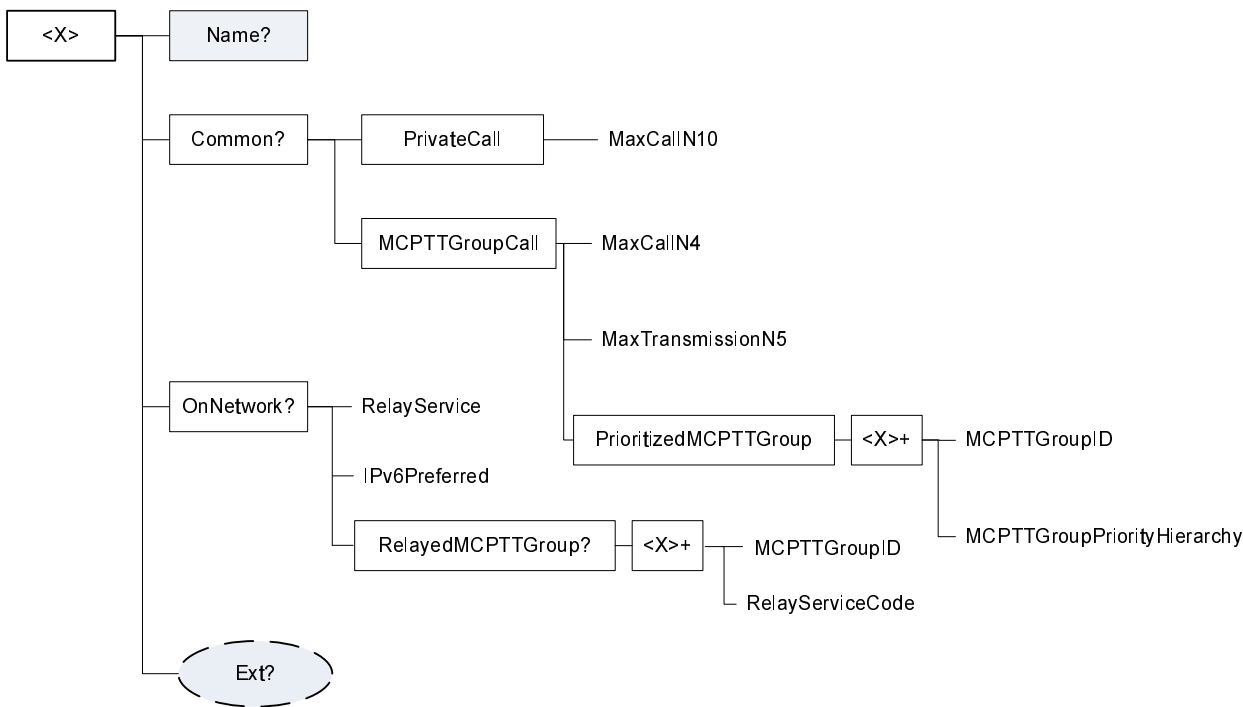 <X>
Name?
Common?
PrivateCall
MaxCallN10
MCPTTGroupCall
MaxCallN4
MaxTransmissionN5
OnNetwork?
RelayService
PrioritizedMCPTTGroup
<X>+
MCPTTGroupID
IPv6Preferred
MCPTTGroupPriorityHierarchy
RelayedMCPTTGroup?
<X>+
MCPTTGroupID
RelayServiceCode
Ext?